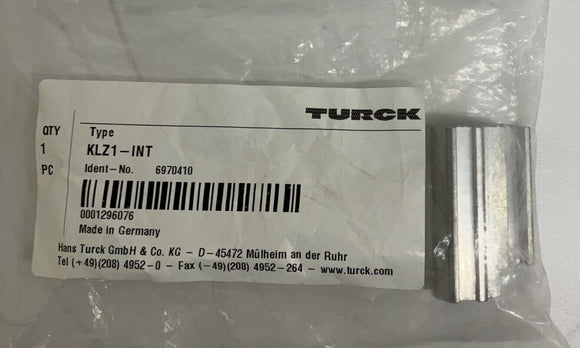 TURCK
QTY Type
1 KLZ1-INT
PC Ident-No. 6970410
0001296076
Made in Germany
Hans Turck GmbH & Co. KG - D-45472 Mülheim an der Ruhr
Tel (+49)(208) 4952-0 - Fax (-49)(208) 4952-264 - www.turck.com